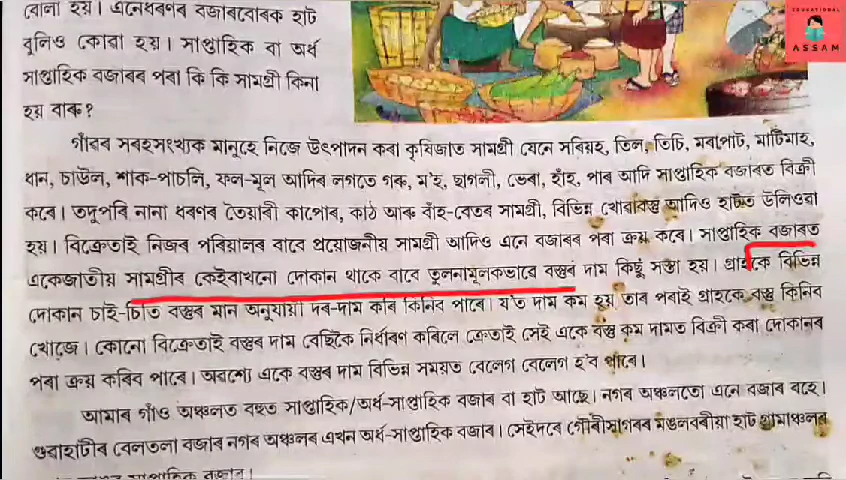 বোলা হয়। এনেধৰণৰ বজাৰবোৰক হাট
বুলিও কোৱা হয়। সাপ্তাহিক বা অৰ্ধ
সাপ্তাহিক বজাৰৰ পৰা কি কি সামগ্ৰী কিনা
হয় বাৰু?
EDUCATIONAL
ASSAM
গাঁৱৰ সৰহসংখ্যক মানুহে নিজে উৎপাদন কৰা কৃষিজাত সামগ্ৰী যেনে সৰিয়হ, তিল, তিচি, মৰাপাট, মাটিমাহ,
ধান, চাউল, শাক-পাচলি, ফল-মূল আদিৰ লগতে গৰু, ম'হ, ছাগলী, ভেৰা, হাঁহ, পাৰ আদি সাপ্তাহিক বজাৰত বিক্ৰী
কৰে। তদুপৰি নানা ধৰণৰ তৈয়াৰী কাপোৰ, কাঠ আৰু বাঁহ-বেতৰ সামগ্ৰী, বিভিন্ন খোৱাবস্তু আদিও হাটত উলিওৱা
হয়। বিক্ৰেতাই নিজৰ পৰিয়ালৰ বাবে প্ৰয়োজনীয় সামগ্ৰী আদিও এনে বজাৰৰ পৰা ক্ৰয় কৰে। সাপ্তাহিক বজাৰত
একেজাতীয় সামগ্ৰীৰ কেইবাখনো দোকান থাকে বাবে তুলনামূলকভাৱে বস্তুৰ দাম কিছু সস্তা হয়। গ্ৰাহকে বিভিন্ন
দোকান চাই-চিতি বস্তুৰ মান অনুযায়ী দৰ-দাম কৰি কিনিব পাৰে। য'ত দাম কম হয় তাৰ পৰাই গ্ৰাহকে বস্তু কিনিব
খোজে। কোনো বিক্ৰেতাই বস্তুৰ দাম বেছিকৈ নিৰ্ধাৰণ কৰিলে ক্ৰেতাই সেই একে বস্তু কম দামত বিক্ৰী কৰা দোকানৰ
পৰা ক্ৰয় কৰিব পাৰে। অৱশ্যে একে বস্তুৰ দাম বিভিন্ন সময়ত বেলেগ বেলেগ হ'ব পাৰে।
আমাৰ গাঁও অঞ্চলত বহুত সাপ্তাহিক/অৰ্ধ-সাপ্তাহিক বজাৰ বা হাট আছে। নগৰ অঞ্চলতো এনে বজাৰ বহে।
গুৱাহাটীৰ বেলতলা বজাৰ নগৰ অঞ্চলৰ এখন অৰ্ধ-সাপ্তাহিক বজাৰ। সেইদৰে গৌৰীসাগৰৰ মঙলবৰীয়া হাট গ্ৰামাঞ্চলৰ
সাপ্তাহিক বজাৰ।